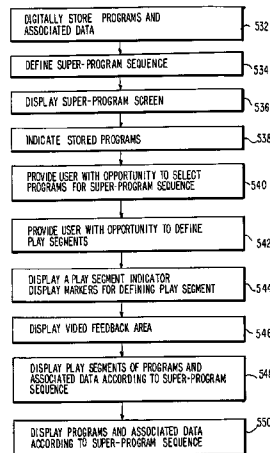 DIGITALLY STORE PROGRAMS AND
ASSOCIATED DATA
532
DEFINE SUPER-PROGRAM SEQUENCE
534
DISPLAY SUPER-PROGRAM SCREEN
536
INDICATE STORED PROGRAMS
538
PROVIDE USER WITH OPPORTUNITY TO SELECT
PROGRAMS FOR SUPER-PROGRAM SEQUENCE
540
PROVIDE USER WITH OPPORTUNITY TO DEFINE
PLAY SEGMENTS
542
DISPLAY A PLAY SEGMENT INDICATOR
DISPLAY MARKERS FOR DEFINING PLAY SEGMENT
544
DISPLAY VIDEO FEEDBACK AREA
546
DISPLAY PLAY SEGMENTS OF PROGRAMS AND
ASSOCIATED DATA ACCORDING TO SUPER-PROGRAM
SEQUENCE
548
DISPLAY PROGRAMS AND ASSOCIATED DATA
ACCORDING TO SUPER-PROGRAM SEQUENCE
550